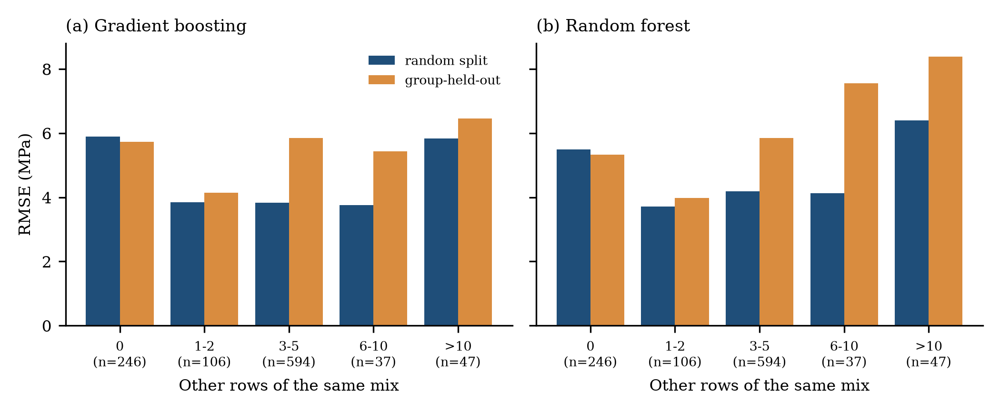 (a) Gradient boosting
random split
group-held-out
RMSE (MPa)
8
6
4
2
0
0
(n=246)
1-2
(n=106)
3-5
(n=594)
6-10
(n=37)
>10
(n=47)
Other rows of the same mix
(b) Random forest
0
(n=246)
1-2
(n=106)
3-5
(n=594)
6-10
(n=37)
>10
(n=47)
Other rows of the same mix